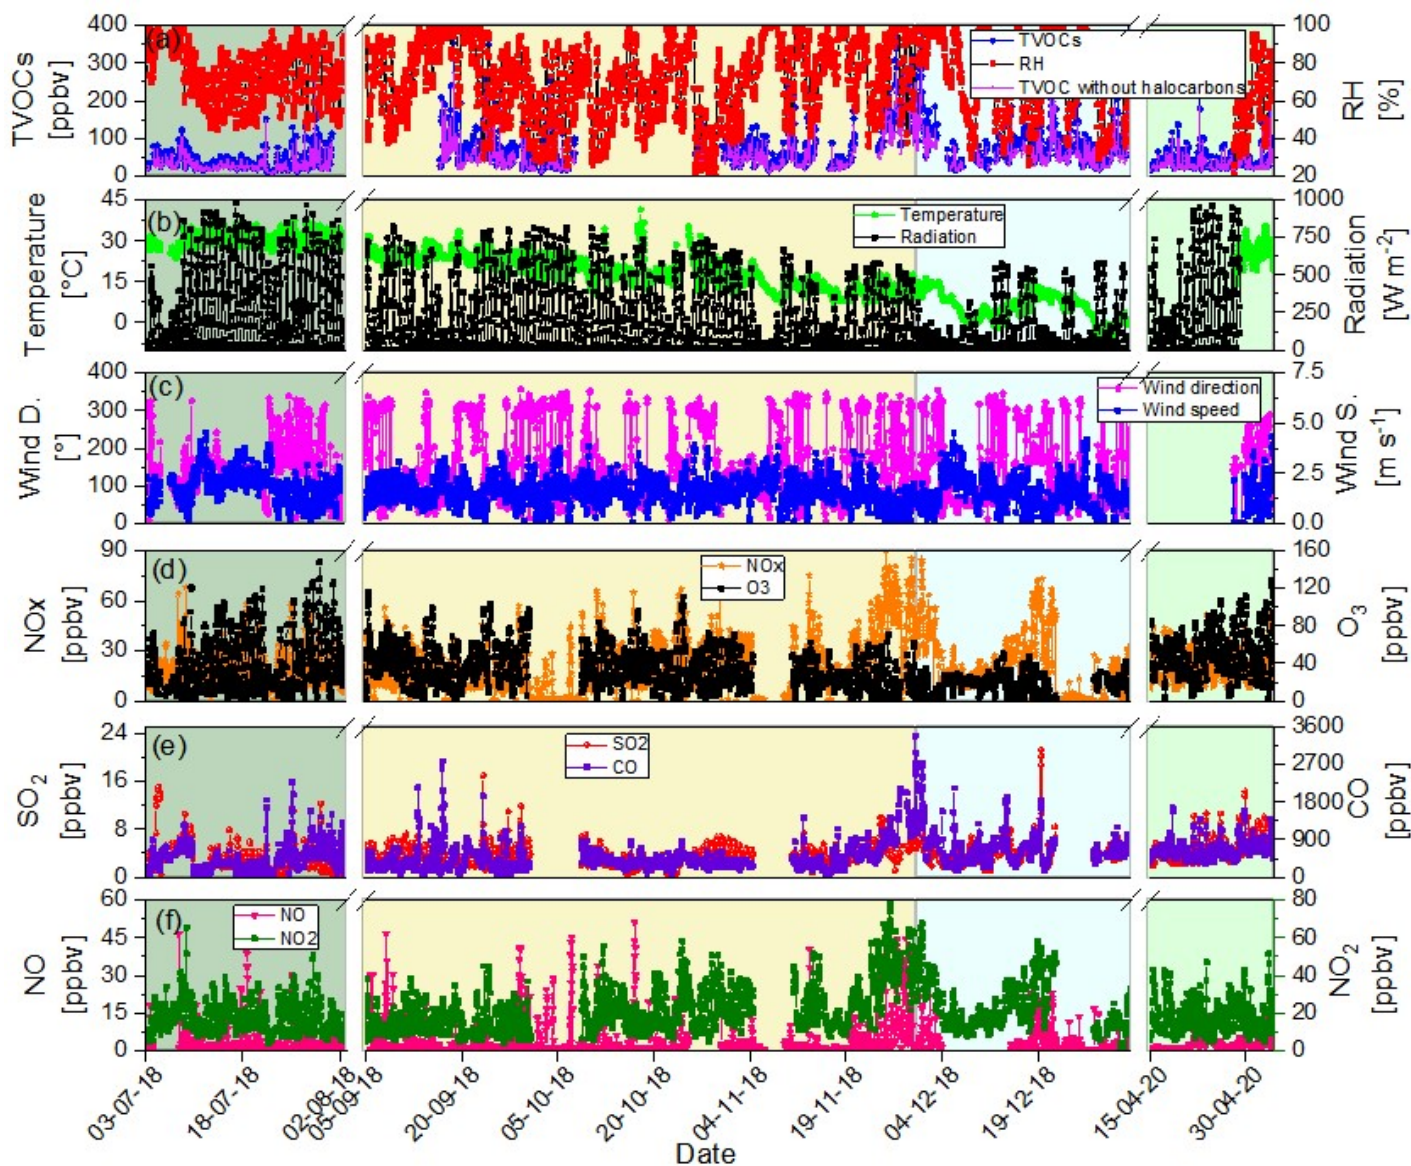 (a)
TVOCs
[ppbv]
400
300
200
100
0
TVOCs
RH
TVOC without halocarbons
100
80
60
40
20
RH
[%]
(b)
Temperature
[°C]
45
30
15
0
Temperature
Radiation
1000
750
500
250
0
Radiation
[W m-2]
(c)
Wind D.
[°]
400
300
200
100
0
Wind direction
Wind speed
7.5
5.0
2.5
0.0
Wind S.
[m s-1]
(d)
NOx
[ppbv]
90
60
30
0
NOx
O3
160
120
80
40
0
O3
[ppbv]
(e)
SO2
[ppbv]
24
16
8
0
SO2
CO
3600
2700
1800
900
0
CO
[ppbv]
(f)
NO
[ppbv]
60
45
30
15
0
NO
NO2
80
60
40
20
0
NO2
[ppbv]
03-07-18
18-07-18
02-08-18
05-09-18
20-09-18
05-10-18
20-10-18
04-11-18
19-11-18
04-12-18
19-12-18
15-04-20
30-04-20
Date